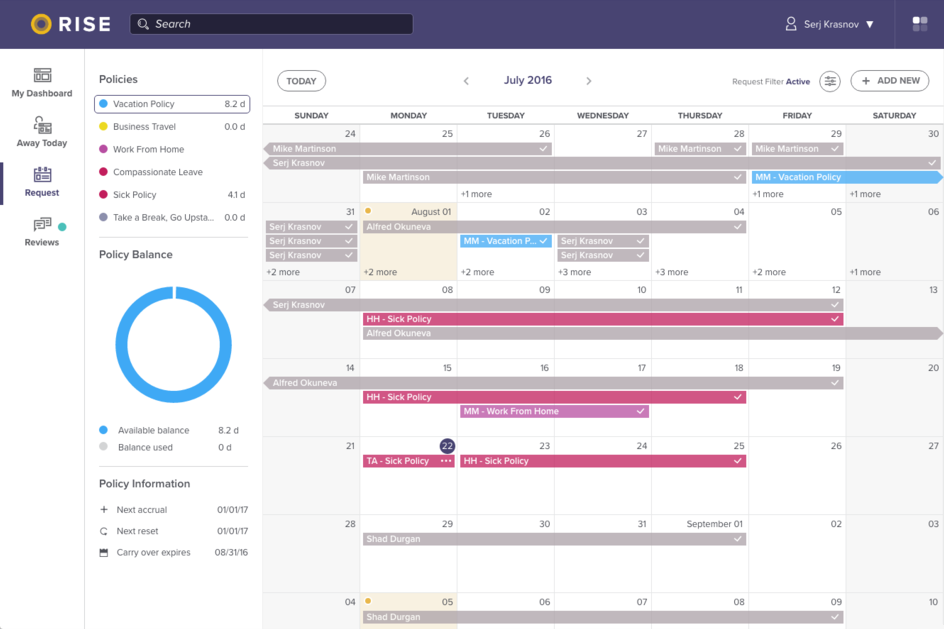 RISE
Search
Serj Krasnov ▼
My Dashboard
Away Today
Request
Reviews
Policies
Vacation Policy 8.2 d
Business Travel 0.0 d
Work From Home
Compassionate Leave
Sick Policy 4.1 d
Take a Break, Go Upsta... 0.0 d
Policy Balance
Available balance 8.2 d
Balance used 0 d
Policy Information
Next accrual 01/01/17
Next reset 01/01/17
Carry over expires 08/31/16
TODAY
July 2016
Request Filter Active
+ ADD NEW
SUNDAY MONDAY TUESDAY WEDNESDAY THURSDAY FRIDAY SATURDAY
24 25 26 27 28 29 30
Mike Martinson Mike Martinson Mike Martinson
Serj Krasnov
Mike Martinson MM - Vacation Policy
+1 more +1 more +1 more
31 August 01 02 03 04 05 06
Serj Krasnov Alfred Okuneva
Serj Krasnov MM - Vacation P... Serj Krasnov
Serj Krasnov Serj Krasnov
+2 more +2 more +2 more +3 more +3 more +2 more +1 more
07 08 09 10 11 12 13
Serj Krasnov
HH - Sick Policy
Alfred Okuneva
14 15 16 17 18 19 20
Alfred Okuneva
HH - Sick Policy
MM - Work From Home
21 22 23 24 25 26 27
TA - Sick Policy ••• HH - Sick Policy
28 29 30 31 September 01 02 03
Shad Durgan
04 05 06 07 08 09 10
Shad Durgan